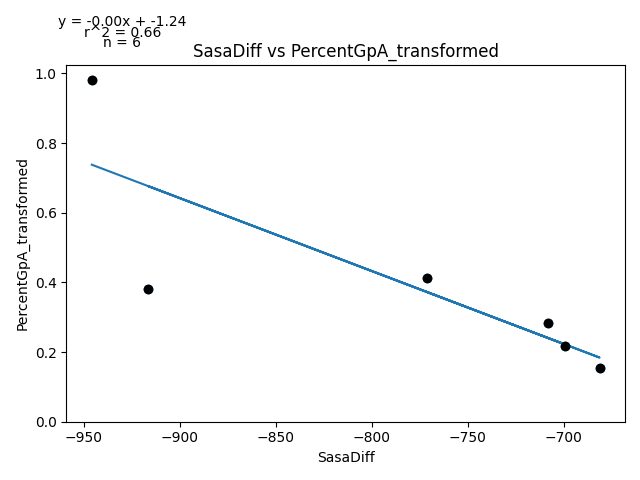 y = -0.00x + -1.24
r^2 = 0.66
n = 6
SasaDiff vs PercentGpA_transformed
1.0
0.8
0.6
0.4
0.2
0.0
PercentGpA_transformed
−950
−900
−850
−800
−750
−700
SasaDiff